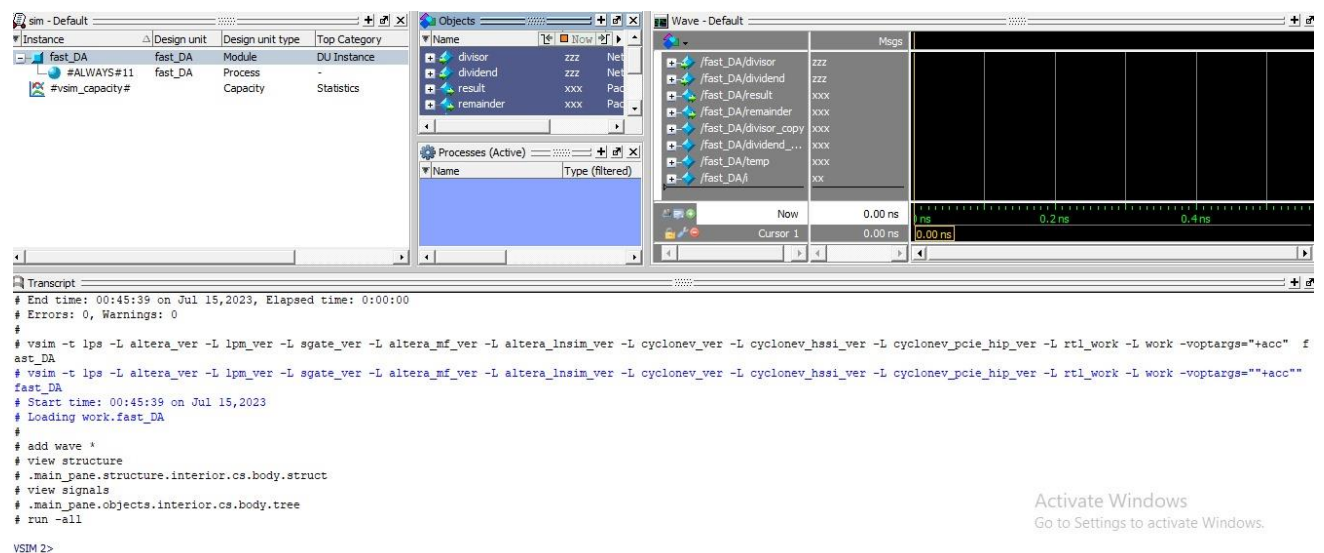 sim - Default
Instance Design unit Design unit type Top Category
fast_DA fast_DA Module DU Instance
#ALWAYS#11 fast_DA Process -
#vsim_capacity# Capacity Statistics
Objects
Name Now
divisor zzz Net
dividend zzz Net
result xxx Pac
remainder xxx Pac
Processes (Active)
Name Type (filtered)
Wave - Default
Msgs
/fast_DA/divisor zzz
/fast_DA/dividend zzz
/fast_DA/result xxx
/fast_DA/remainder xxx
/fast_DA/divisor_copy xxx
/fast_DA/dividend_... xxx
/fast_DA/temp xxx
/fast_DA/i xx
Now 0.00 ns ns 0.2 ns 0.4 ns
Cursor 1 0.00 ns 0.00 ns
Transcript
# End time: 00:45:39 on Jul 15,2023, Elapsed time: 0:00:00
# Errors: 0, Warnings: 0
#
# vsim -t 1ps -L altera_ver -L lpm_ver -L sgate_ver -L altera_mf_ver -L altera_lnsim_ver -L cyclonev_ver -L cyclonev_hssi_ver -L cyclonev_pcie_hip_ver -L rtl_work -L work -voptargs="+acc" f
ast_DA
# vsim -t 1ps -L altera_ver -L lpm_ver -L sgate_ver -L altera_mf_ver -L altera_lnsim_ver -L cyclonev_ver -L cyclonev_hssi_ver -L cyclonev_pcie_hip_ver -L rtl_work -L work -voptargs=""+acc""
fast_DA
# Start time: 00:45:39 on Jul 15,2023
# Loading work.fast_DA
#
# add wave *
# view structure
# .main_pane.structure.interior.cs.body.struct
# view signals
# .main_pane.objects.interior.cs.body.tree
# run -all
VSIM 2>
Activate Windows
Go to Settings to activate Windows.